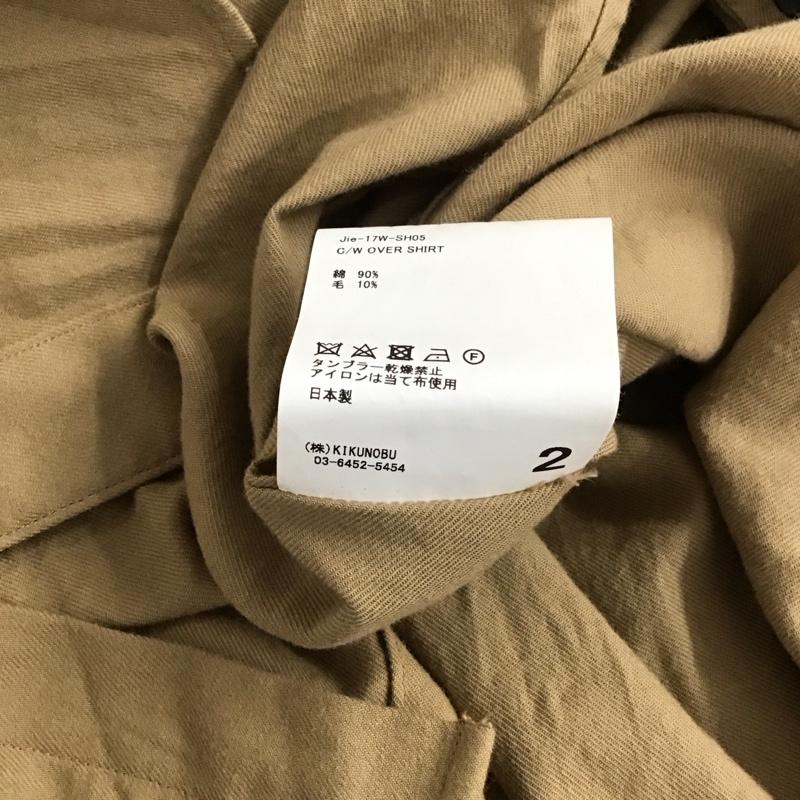 Jie-17W-SH05
C/W OVER SHIRT
綿 90%
毛 10%
F
タンブラー乾燥禁止
アイロンは当て布使用
日本製
(株)KIKUNOBU
03-6452-5454
2